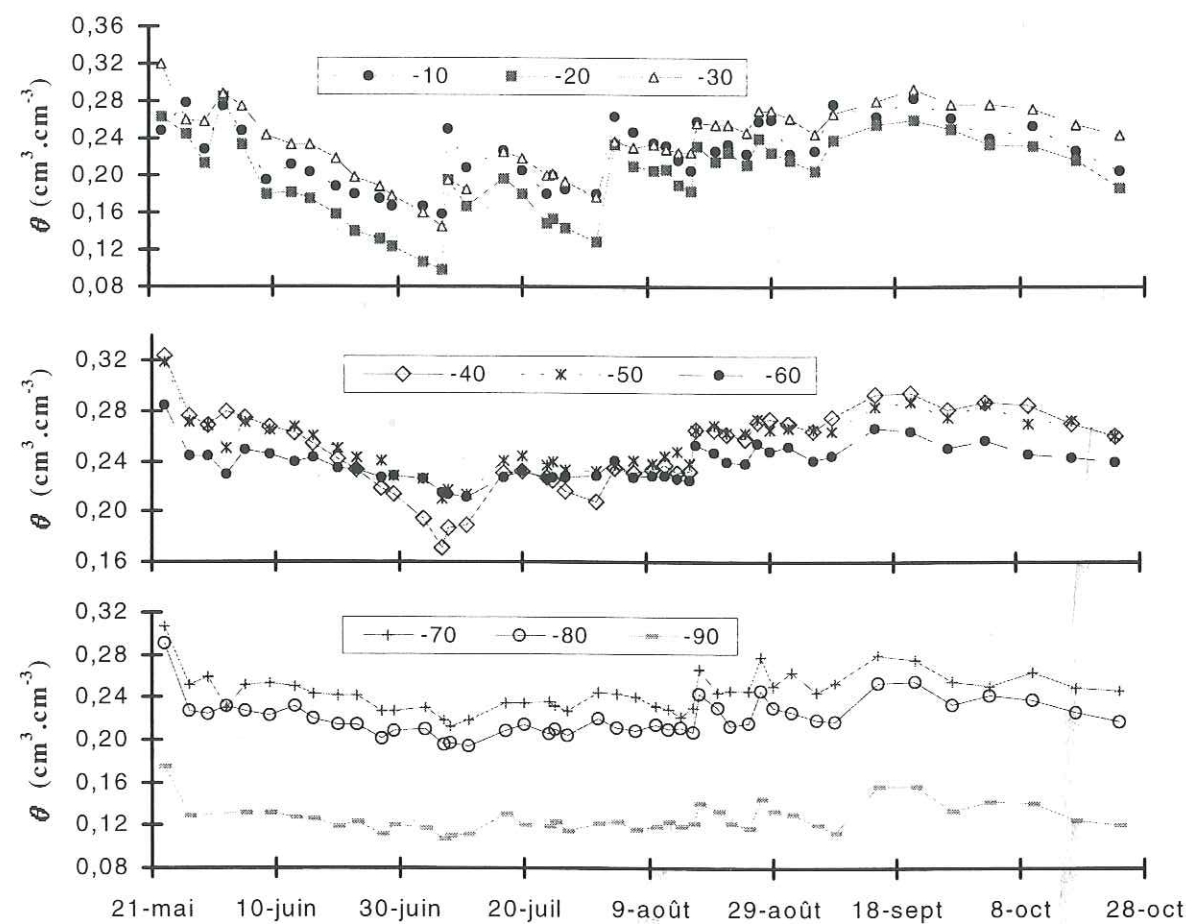 0,36
0,32
0,28
0,24
0,20
0,16
0,12
0,08
θ (cm³.cm⁻³)
-10 -20 -30
0,32
0,28
0,24
0,20
0,16
θ (cm³.cm⁻³)
-40 -50 -60
0,32
0,28
0,24
0,20
0,16
0,12
0,08
θ (cm³.cm⁻³)
-70 -80 -90
21-mai 10-juin 30-juin 20-juil 9-août 29-août 18-sept 8-oct 28-oct